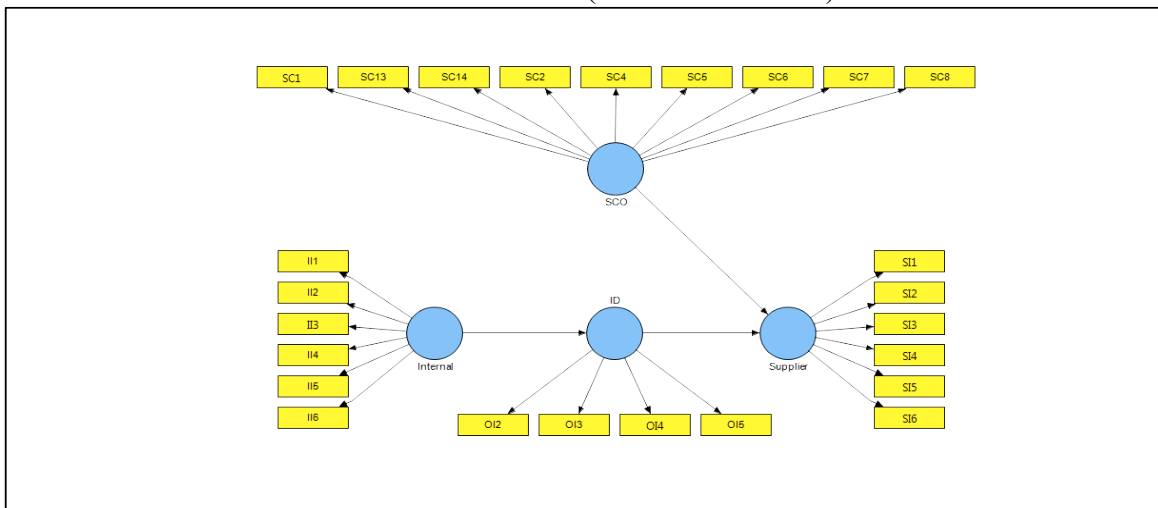 SC1 SC13 SC14 SC2 SC4 SC5 SC6 SC7 SC8
SCO
II1
II2
II3
II4
II5
II6
Internal
ID
OI2 OI3 OI4 OI5
Supplier
SI1
SI2
SI3
SI4
SI5
SI6